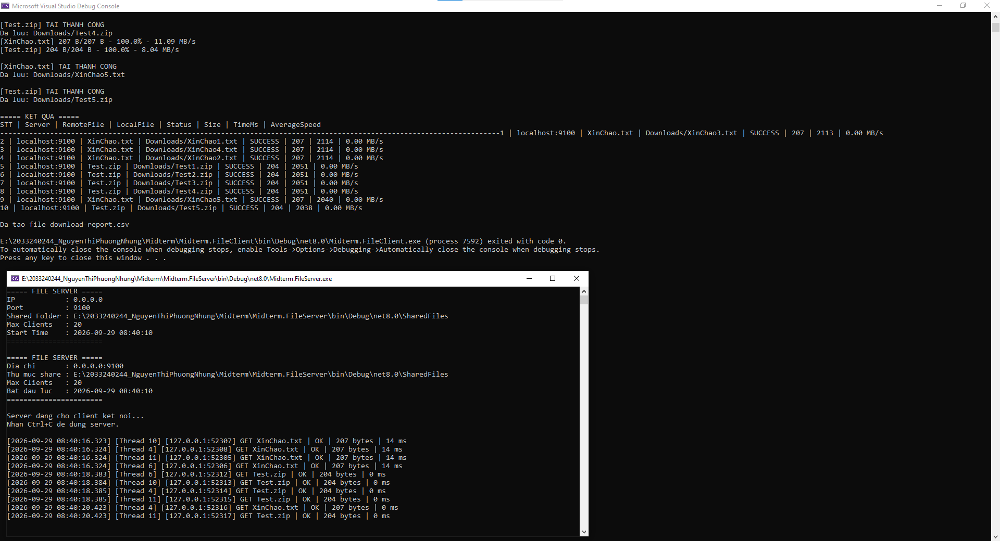 Microsoft Visual Studio Debug Console
[Test.zip] TAI THANH CONG
Da luu: Downloads/Test4.zip
[XinChao.txt] 207 B/207 B - 100.0% - 11.09 MB/s
[Test.zip] 204 B/204 B - 100.0% - 8.04 MB/s
[XinChao.txt] TAI THANH CONG
Da luu: Downloads/XinChao5.txt
[Test.zip] TAI THANH CONG
Da luu: Downloads/Test5.zip
===== KET QUA =====
STT | Server | RemoteFile | LocalFile | Status | Size | TimeMs | AverageSpeed
------------------------------------------------------------------------------------------------------------------------1 | localhost:9100 | XinChao.txt | Downloads/XinChao3.txt | SUCCESS | 207 | 2113 | 0.00 MB/s
2 | localhost:9100 | XinChao.txt | Downloads/XinChao1.txt | SUCCESS | 207 | 2114 | 0.00 MB/s
3 | localhost:9100 | XinChao.txt | Downloads/XinChao4.txt | SUCCESS | 207 | 2114 | 0.00 MB/s
4 | localhost:9100 | XinChao.txt | Downloads/XinChao2.txt | SUCCESS | 207 | 2114 | 0.00 MB/s
5 | localhost:9100 | Test.zip | Downloads/Test1.zip | SUCCESS | 204 | 2051 | 0.00 MB/s
6 | localhost:9100 | Test.zip | Downloads/Test2.zip | SUCCESS | 204 | 2051 | 0.00 MB/s
7 | localhost:9100 | Test.zip | Downloads/Test3.zip | SUCCESS | 204 | 2051 | 0.00 MB/s
8 | localhost:9100 | Test.zip | Downloads/Test4.zip | SUCCESS | 204 | 2051 | 0.00 MB/s
9 | localhost:9100 | XinChao.txt | Downloads/XinChao5.txt | SUCCESS | 207 | 2040 | 0.00 MB/s
10 | localhost:9100 | Test.zip | Downloads/Test5.zip | SUCCESS | 204 | 2038 | 0.00 MB/s
Da tao file download-report.csv
E:\2033240244_NguyenThiPhuongNhung\Midterm\Midterm.FileClient\bin\Debug\net8.0\Midterm.FileClient.exe (process 7592) exited with code 0.
To automatically close the console when debugging stops, enable Tools->Options->Debugging->Automatically close the console when debugging stops.
Press any key to close this window . . .
E:\2033240244_NguyenThiPhuongNhung\Midterm\Midterm.FileServer\bin\Debug\net8.0\Midterm.FileServer.exe
===== FILE SERVER =====
IP            : 0.0.0.0
Port          : 9100
Shared Folder : E:\2033240244_NguyenThiPhuongNhung\Midterm\Midterm.FileServer\bin\Debug\net8.0\SharedFiles
Max Clients   : 20
Start Time    : 2026-09-29 08:40:10
=======================
===== FILE SERVER =====
Dia chi       : 0.0.0.0:9100
Thu muc share : E:\2033240244_NguyenThiPhuongNhung\Midterm\Midterm.FileServer\bin\Debug\net8.0\SharedFiles
Max Clients   : 20
Bat dau luc   : 2026-09-29 08:40:10
=======================
Server dang cho client ket noi...
Nhan Ctrl+C de dung server.
[2026-09-29 08:40:16.323] [Thread 10] [127.0.0.1:52307] GET XinChao.txt | OK | 207 bytes | 14 ms
[2026-09-29 08:40:16.324] [Thread 4] [127.0.0.1:52308] GET XinChao.txt | OK | 207 bytes | 14 ms
[2026-09-29 08:40:16.324] [Thread 11] [127.0.0.1:52305] GET XinChao.txt | OK | 207 bytes | 14 ms
[2026-09-29 08:40:16.324] [Thread 6] [127.0.0.1:52306] GET XinChao.txt | OK | 207 bytes | 14 ms
[2026-09-29 08:40:18.383] [Thread 6] [127.0.0.1:52312] GET Test.zip | OK | 204 bytes | 0 ms
[2026-09-29 08:40:18.384] [Thread 10] [127.0.0.1:52313] GET Test.zip | OK | 204 bytes | 0 ms
[2026-09-29 08:40:18.385] [Thread 4] [127.0.0.1:52314] GET Test.zip | OK | 204 bytes | 0 ms
[2026-09-29 08:40:18.385] [Thread 11] [127.0.0.1:52315] GET Test.zip | OK | 204 bytes | 0 ms
[2026-09-29 08:40:20.423] [Thread 4] [127.0.0.1:52316] GET XinChao.txt | OK | 207 bytes | 0 ms
[2026-09-29 08:40:20.423] [Thread 11] [127.0.0.1:52317] GET Test.zip | OK | 204 bytes | 0 ms